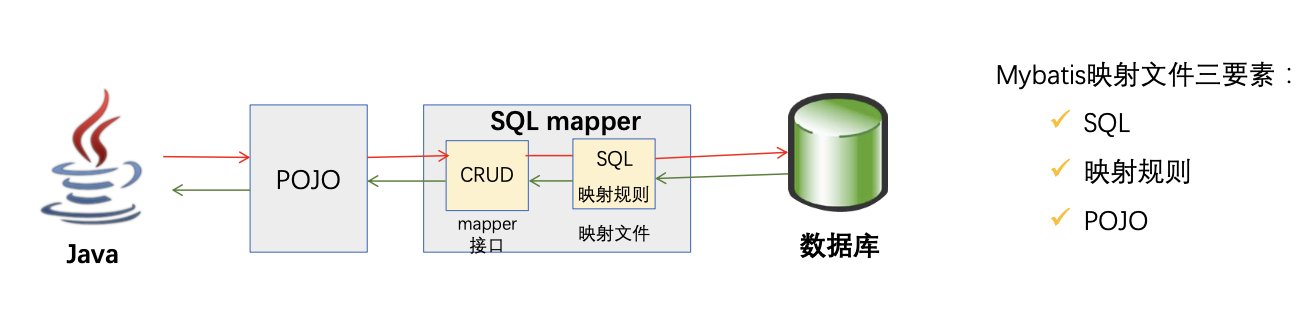 Java
POJO
SQL mapper
CRUD
mapper
接口
SQL
映射规则
映射文件
数据库
Mybatis映射文件三要素：
SQL
映射规则
POJO